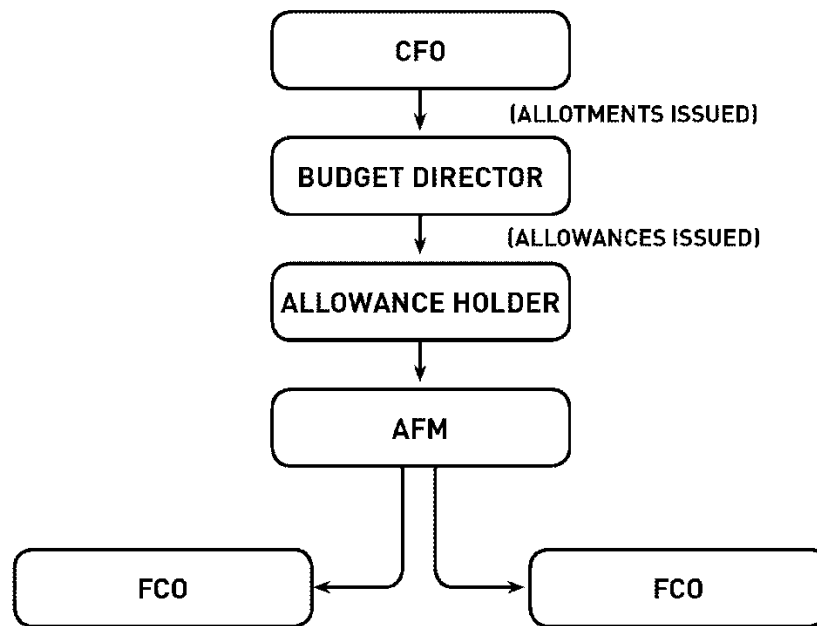 CFO
(ALLOTMENTS ISSUED)
BUDGET DIRECTOR
(ALLOWANCES ISSUED)
ALLOWANCE HOLDER
AFM
FCO
FCO